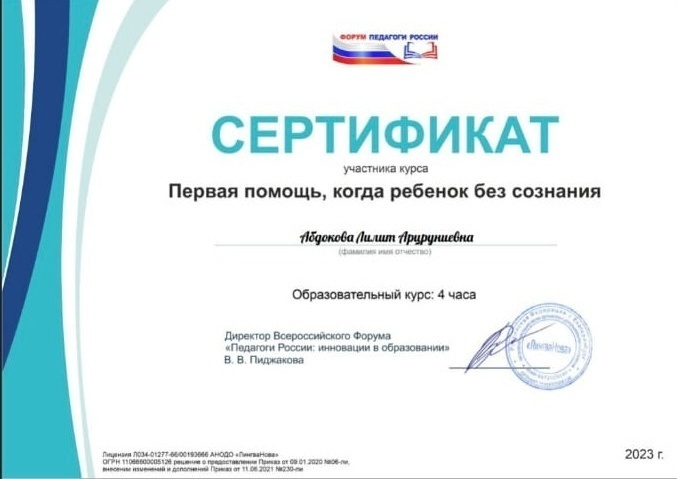 ФОРУМ ПЕДАГОГИ РОССИИ
СЕРТИФИКАТ
участника курса
Первая помощь, когда ребенок без сознания
Абдокова Лилит Арцруниевна
(фамилия имя отчество)
Образовательный курс: 4 часа
Директор Всероссийского Форума
«Педагоги России: инновации в образовании»
В. В. Пиджакова
«ЛингваНова»
Лицензия Л034-01277-66/00193666 АНОДО «ЛингваНова»
ОГРН 1106600005126 решение о предоставлении Приказ от 09.01.2020 №06-ли,
внесении изменений и дополнений Приказ от 11.06.2021 №230-ли
2023 г.